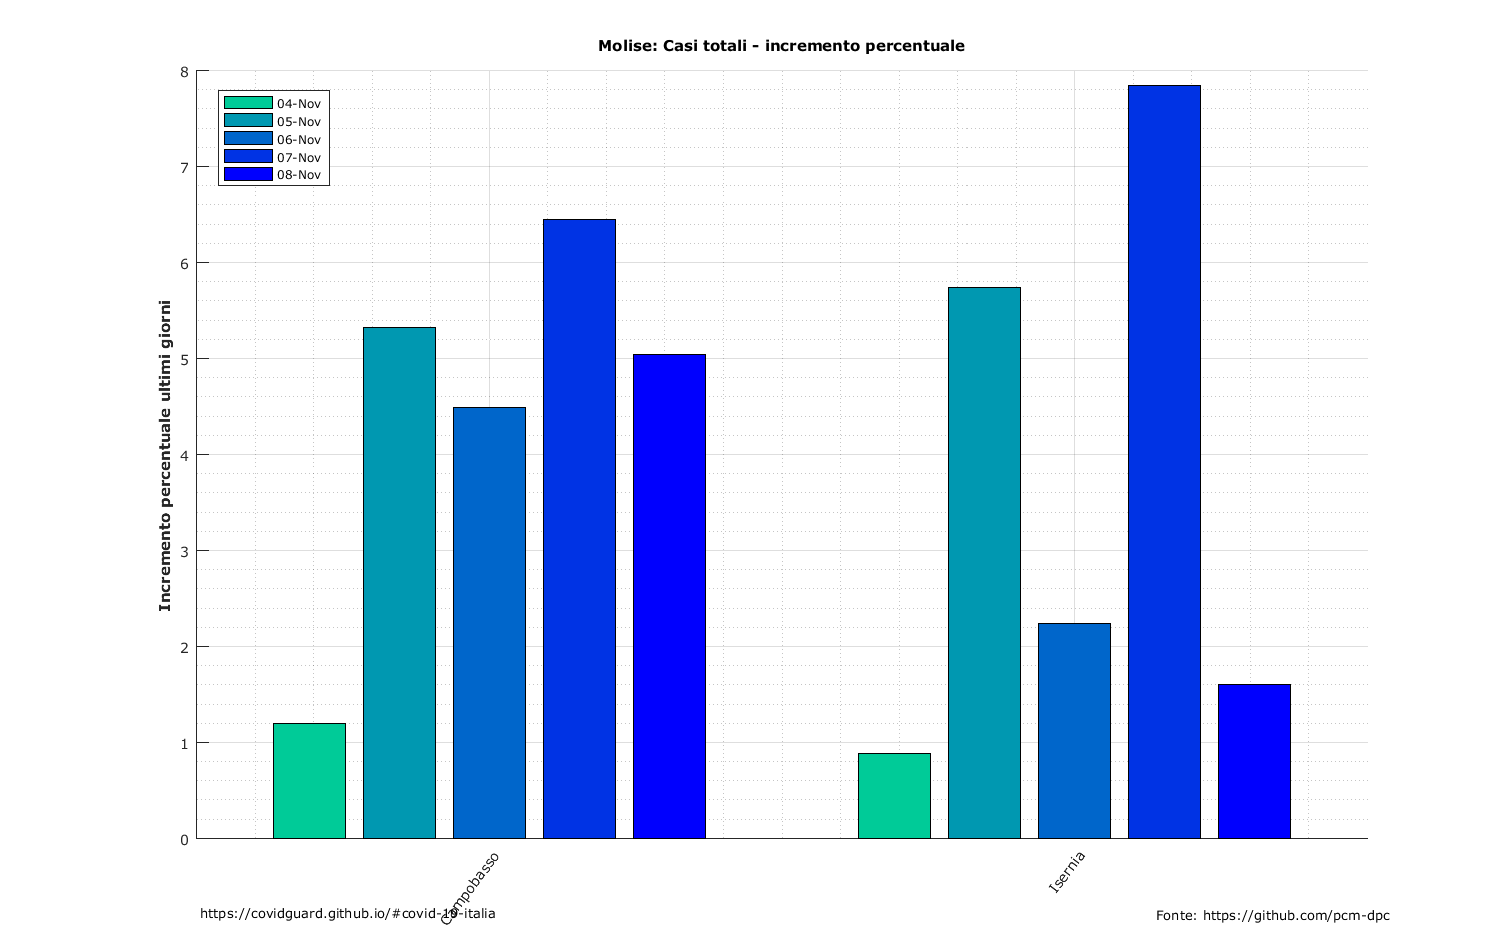 Molise: Casi totali - incremento percentuale
Incremento percentuale ultimi giorni
8
7
6
5
4
3
2
1
0
04-Nov
05-Nov
06-Nov
07-Nov
08-Nov
Campobasso
Isernia
https://covidguard.github.io/#covid-19-italia
Fonte: https://github.com/pcm-dpc